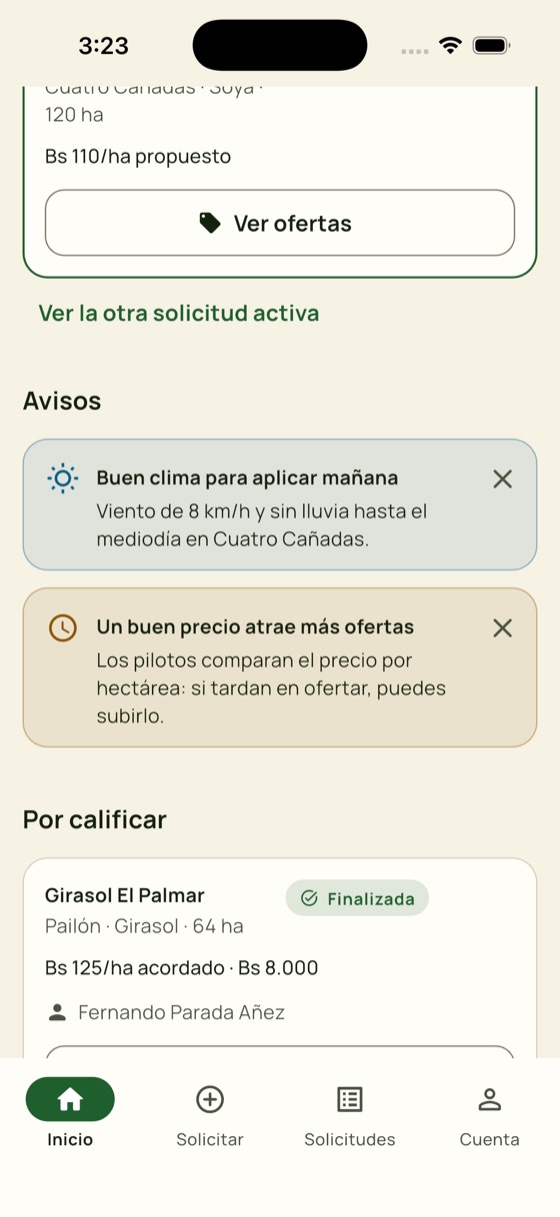 3:23
Cuatro Cañadas · Soya ·
120 ha
Bs 110/ha propuesto
Ver ofertas
Ver la otra solicitud activa
Avisos
Buen clima para aplicar mañana
Viento de 8 km/h y sin lluvia hasta el
mediodía en Cuatro Cañadas.
Un buen precio atrae más ofertas
Los pilotos comparan el precio por
hectárea: si tardan en ofertar, puedes
subirlo.
Por calificar
Girasol El Palmar
Finalizada
Pailón · Girasol · 64 ha
Bs 125/ha acordado · Bs 8.000
Fernando Parada Añez
Inicio
Solicitar
Solicitudes
Cuenta